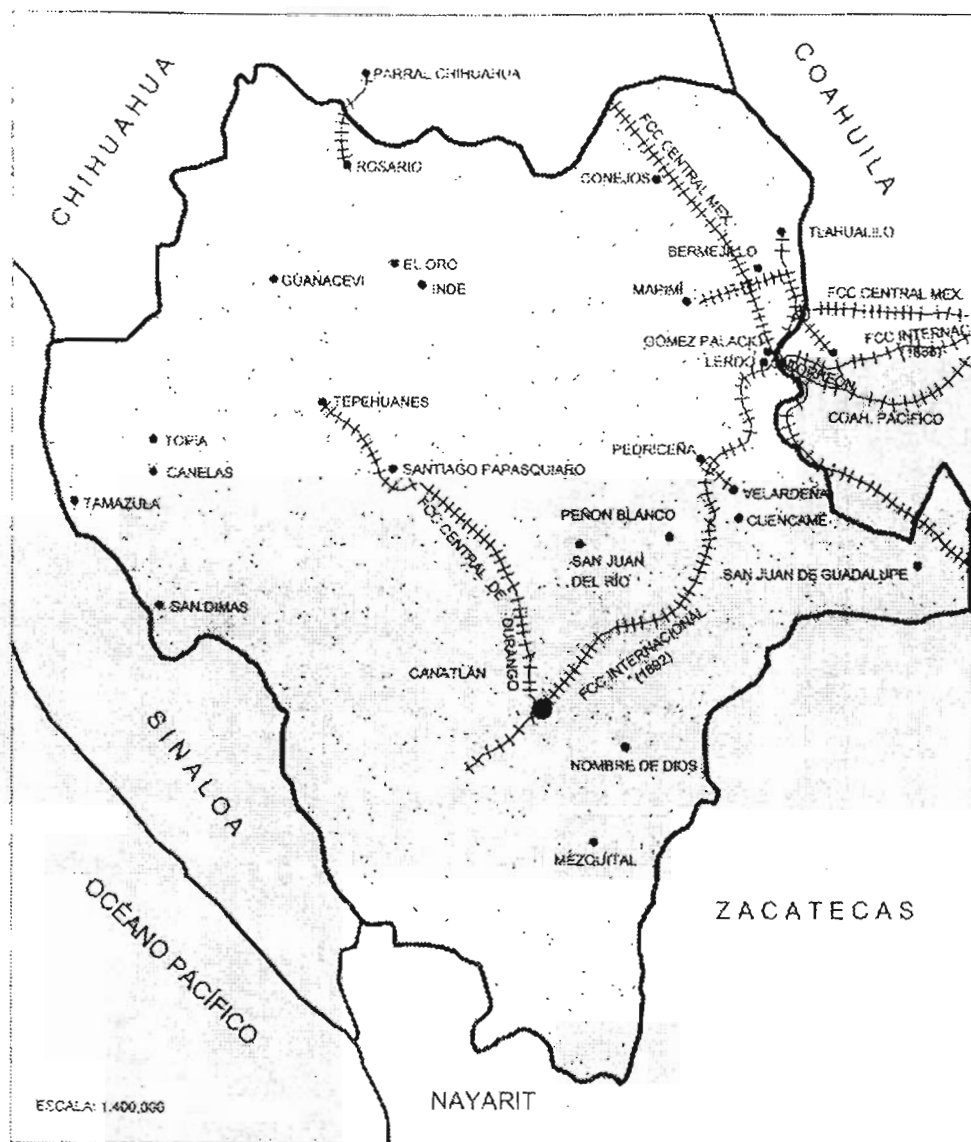 CHIHUAHUA
PARRAL CHIHUAHUA
COAHUILA
ROSARIO
CONEJOS
FCC CENTRAL MEX.
TLAHUALILO
BERMEJILLO
GUANACEVI
EL ORO
INDE
MAPIMÍ
FCC CENTRAL MEX.
FCC INTERNAC
GÓMEZ PALACIO
LERDO
TORREÓN
TEPEHUANES
COAH. PACÍFICO
TOPIA
CANELAS
TAMAZULA
SANTIAGO PAPASQUIARO
PEDRICEÑA
VELARDEÑA
CUENCAMÉ
PEÑON BLANCO
SAN JUAN
DEL RÍO
SAN JUAN DE GUADALUPE
FCC CENTRAL DE
DURANGO
SAN DIMAS
CANATLÁN
FCC INTERNACIONAL
(1892)
SINALOA
NOMBRE DE DIOS
MEZQUITAL
ZACATECAS
OCÉANO PACÍFICO
NAYARIT
ESCALA: 1:400,000